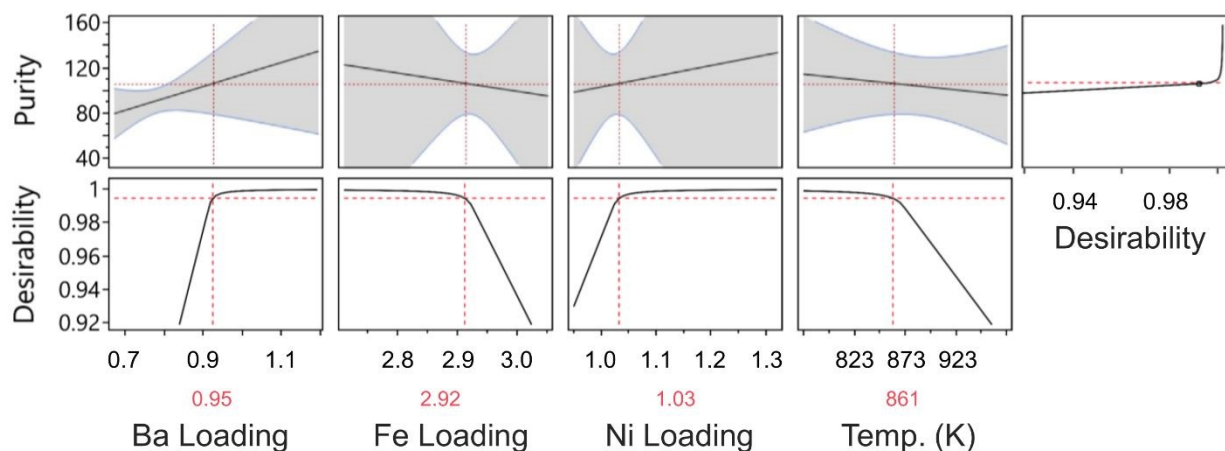 160
120
80
40
Purity
1
0.98
0.96
0.94
0.92
Desirability
0.94 0.98
Desirability
0.7 0.9 1.1
2.8 2.9 3.0
1.0 1.1 1.2 1.3
823 873 923
0.95 2.92 1.03 861
Ba Loading Fe Loading Ni Loading Temp. (K)